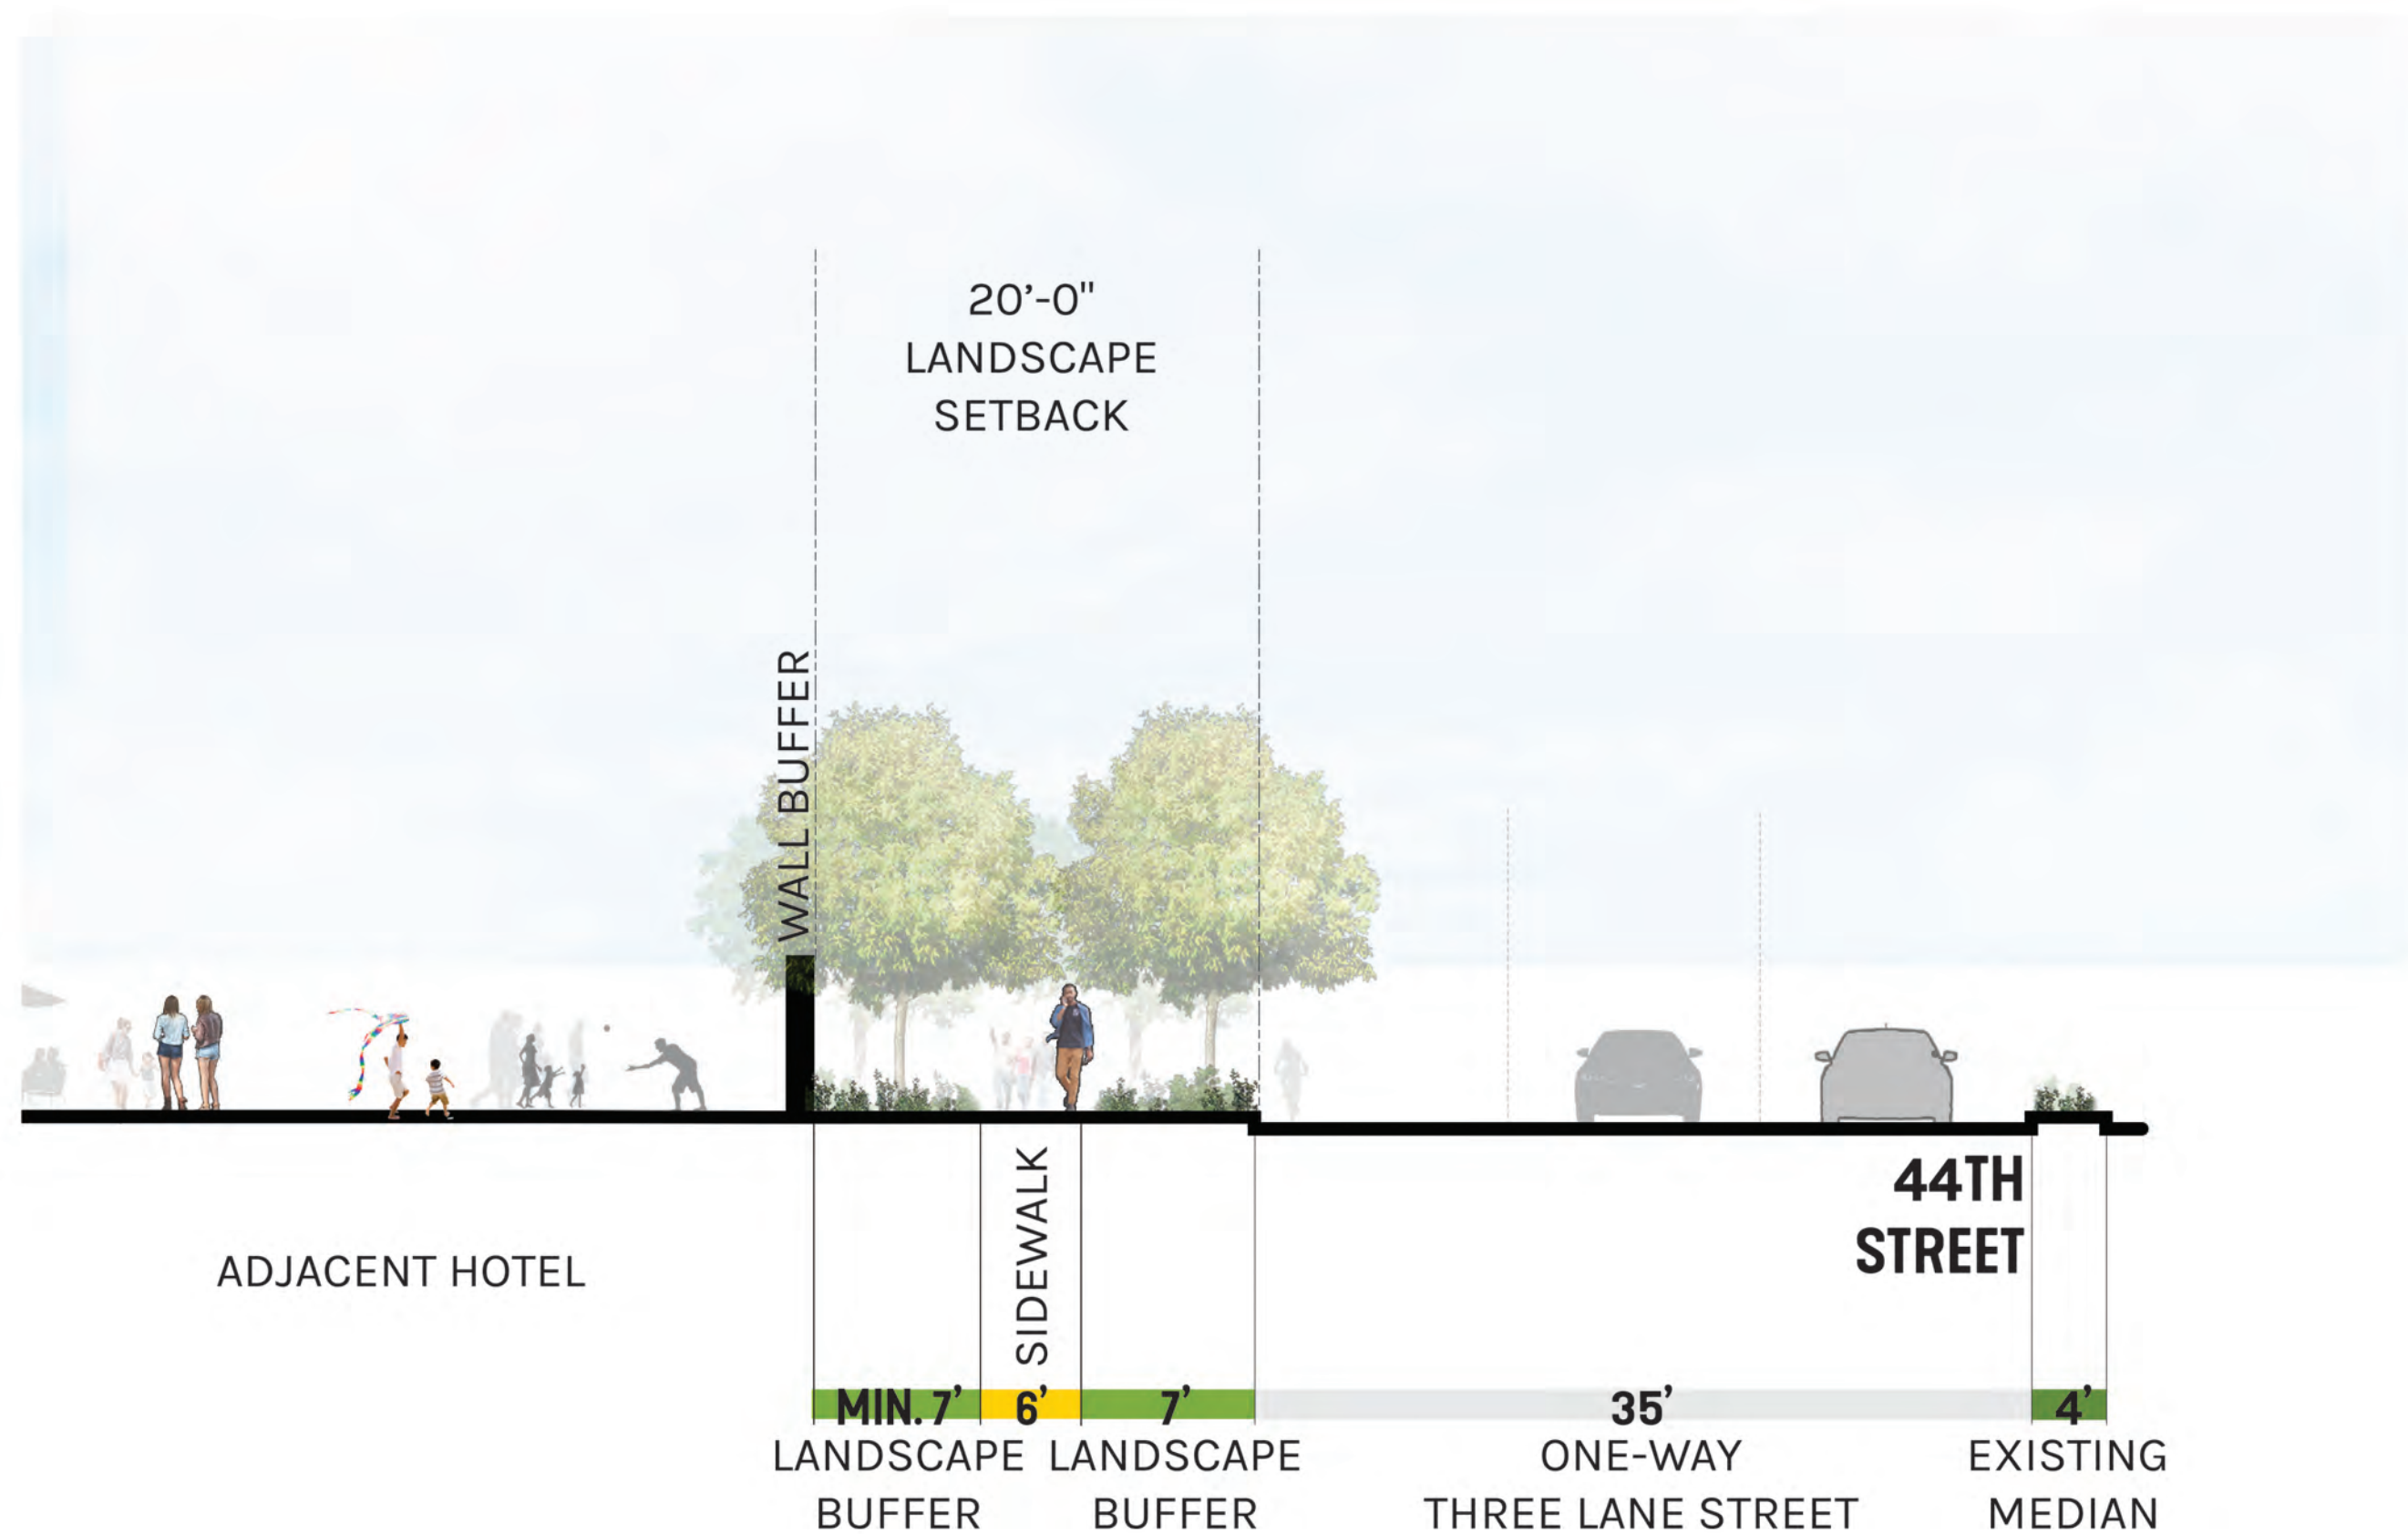 20’-0"
LANDSCAPE
SETBACK
WALL BUFFER
44TH
STREET
ADJACENT HOTEL
SIDEWALK
MIN. 7’
6’
7’
35’
4’
LANDSCAPE
BUFFER
LANDSCAPE
BUFFER
ONE-WAY
THREE LANE STREET
EXISTING
MEDIAN